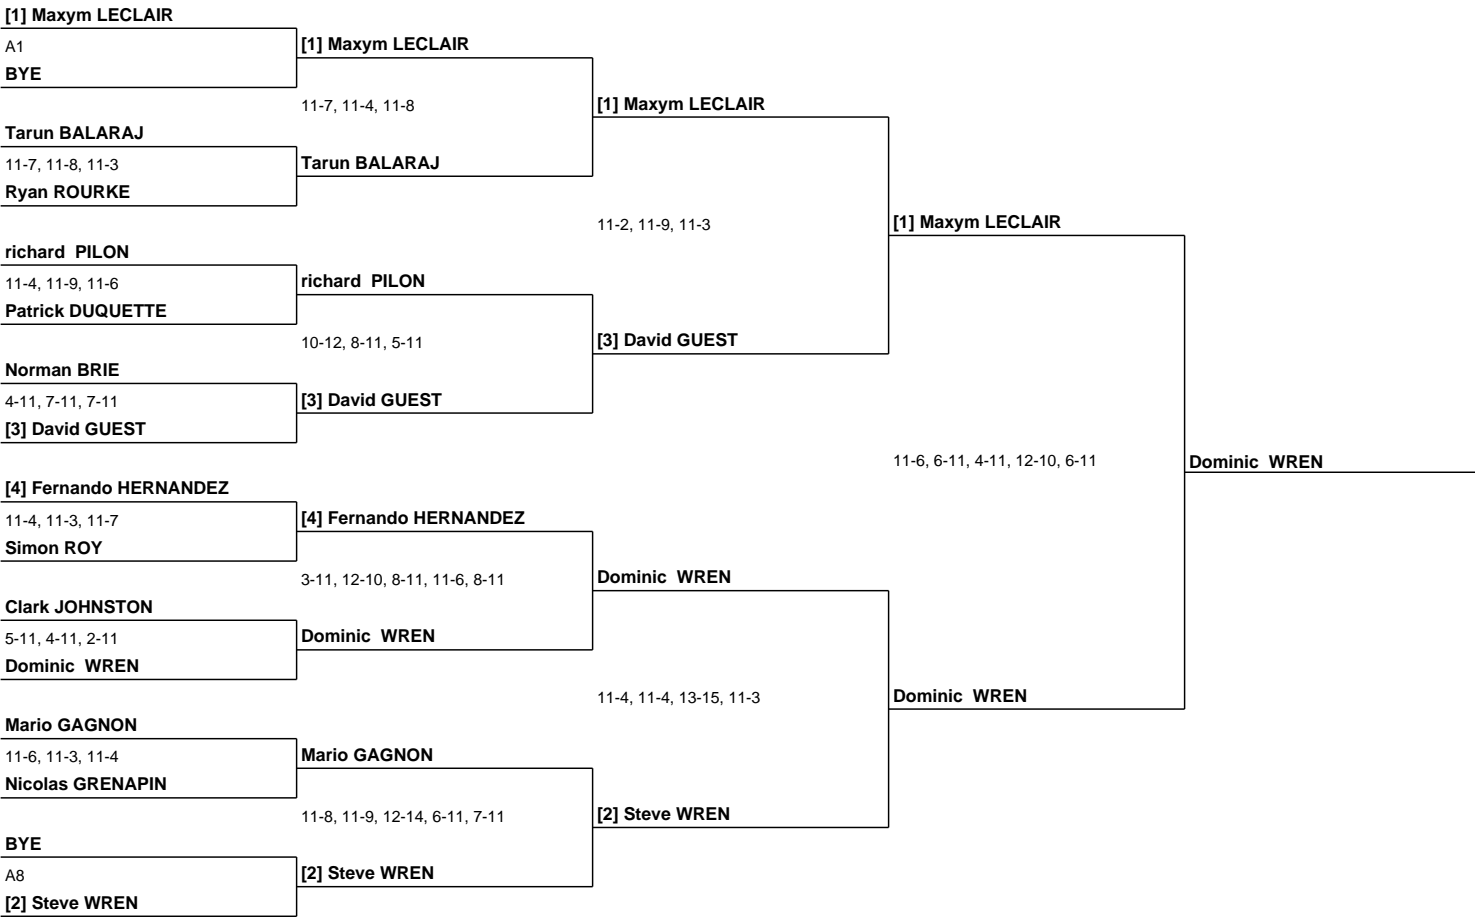 [1] Maxym LECLAIR
A1
BYE
Tarun BALARAJ
11-7, 11-8, 11-3
Ryan ROURKE
richard  PILON
11-4, 11-9, 11-6
Patrick DUQUETTE
Norman BRIE
4-11, 7-11, 7-11
[3] David GUEST
[4] Fernando HERNANDEZ
11-4, 11-3, 11-7
Simon ROY
Clark JOHNSTON
5-11, 4-11, 2-11
Dominic  WREN
Mario GAGNON
11-6, 11-3, 11-4
Nicolas GRENAPIN
BYE
A8
[2] Steve WREN
[1] Maxym LECLAIR
11-7, 11-4, 11-8
Tarun BALARAJ
richard  PILON
10-12, 8-11, 5-11
[3] David GUEST
[4] Fernando HERNANDEZ
3-11, 12-10, 8-11, 11-6, 8-11
Dominic  WREN
Mario GAGNON
11-8, 11-9, 12-14, 6-11, 7-11
[2] Steve WREN
[1] Maxym LECLAIR
11-2, 11-9, 11-3
[3] David GUEST
Dominic  WREN
11-4, 11-4, 13-15, 11-3
[2] Steve WREN
[1] Maxym LECLAIR
11-6, 6-11, 4-11, 12-10, 6-11
Dominic  WREN
Dominic  WREN